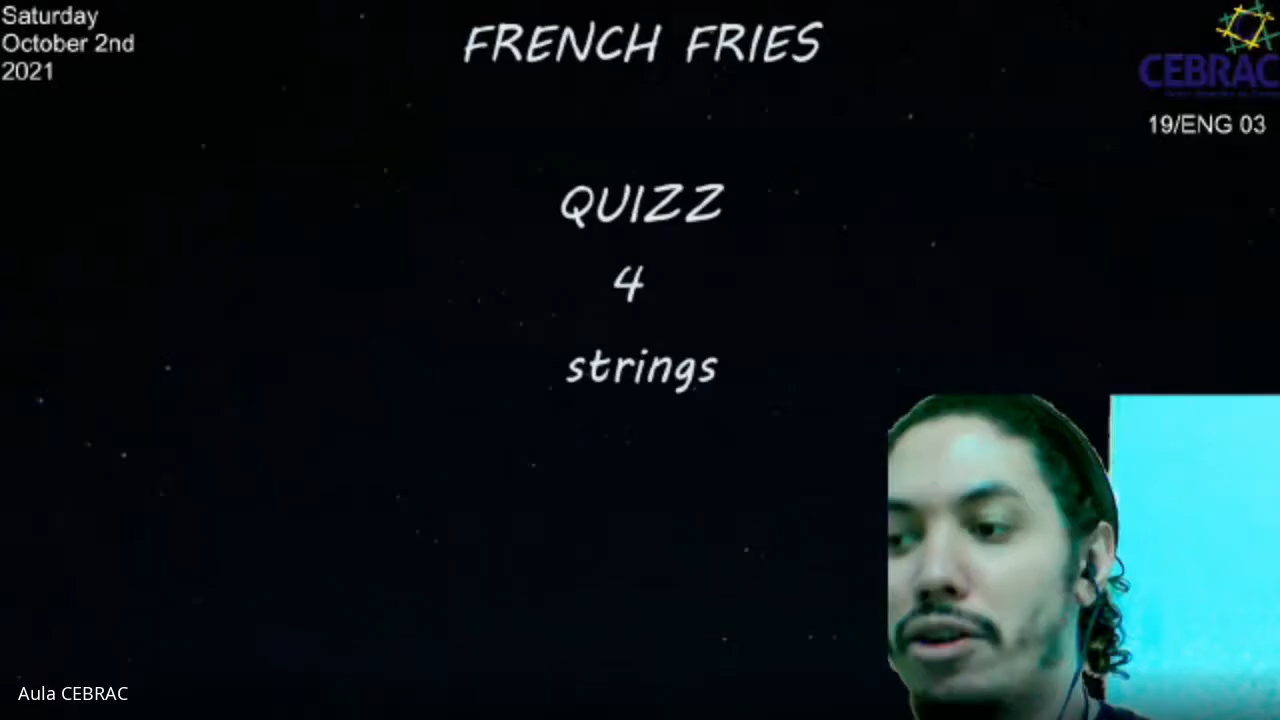 Saturday
October 2nd
2021
FRENCH FRIES
CEBRAC
19/ENG 03
QUIZZ
4
strings
Aula CEBRAC